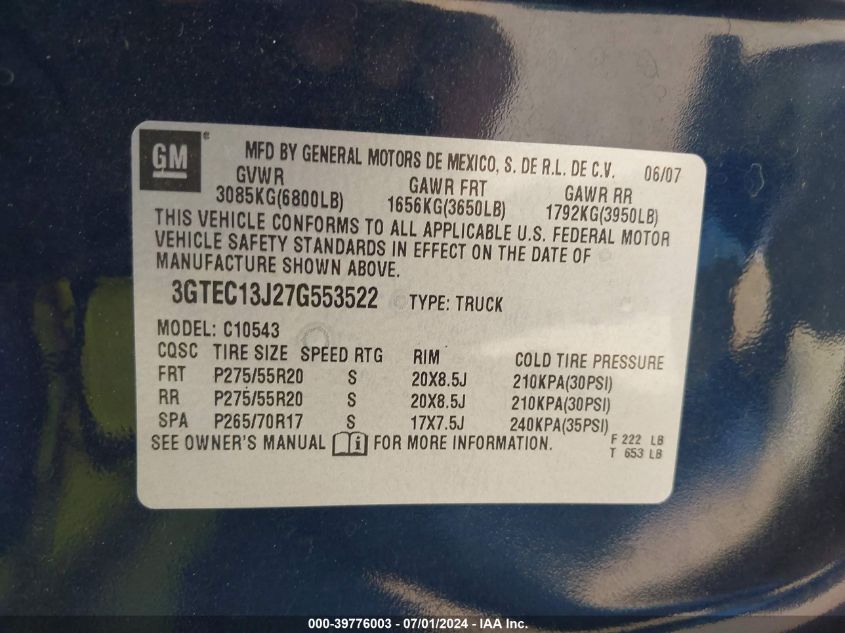 GM ® MFD BY GENERAL MOTORS DE MEXICO, S. DE R.L. DE C.V. 06/07
GVWR GAWR FRT GAWR RR
3085KG(6800LB) 1656KG(3650LB) 1792KG(3950LB)
THIS VEHICLE CONFORMS TO ALL APPLICABLE U.S. FEDERAL MOTOR
VEHICLE SAFETY STANDARDS IN EFFECT ON THE DATE OF
MANUFACTURE SHOWN ABOVE.
3GTEC13J27G553522 TYPE: TRUCK
MODEL: C10543
CQSC TIRE SIZE SPEED RTG RIM COLD TIRE PRESSURE
FRT P275/55R20 S 20X8.5J 210KPA(30PSI)
RR P275/55R20 S 20X8.5J 210KPA(30PSI)
SPA P265/70R17 S 17X7.5J 240KPA(35PSI)
SEE OWNER'S MANUAL i FOR MORE INFORMATION. F 222 LB
T 653 LB
000-39776003 - 07/01/2024 - IAA Inc.